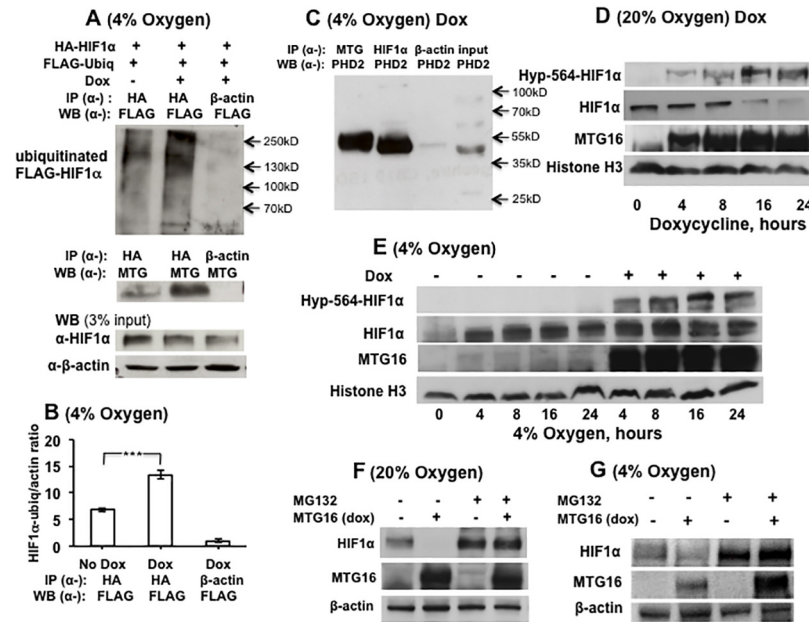 A (4% Oxygen)
HA-HIF1α + + +
FLAG-Ubiq + + +
Dox - + +
IP (α-) : HA HA β-actin
WB (α-): FLAG FLAG FLAG
ubiquitinated
FLAG-HIF1α
250kD
130kD
100kD
70kD
IP (α-): HA HA β-actin
WB (α-): MTG MTG MTG
WB (3% input)
α-HIF1α
α-β-actin
B (4% Oxygen)
HIF1α-ubiq/actin ratio
20
15
10
5
0
***
No Dox Dox Dox
IP (α-): HA HA β-actin
WB (α-): FLAG FLAG FLAG
C (4% Oxygen) Dox
IP (α-): MTG HIF1α β-actin input
WB (α-): PHD2 PHD2 PHD2 PHD2
100kD
70kD
55kD
35kD
25kD
D (20% Oxygen) Dox
Hyp-564-HIF1α
HIF1α
MTG16
Histone H3
0 4 8 16 24
Doxycycline, hours
E (4% Oxygen)
Dox - - - - - + + + +
Hyp-564-HIF1α
HIF1α
MTG16
Histone H3
0 4 8 16 24 4 8 16 24
4% Oxygen, hours
F (20% Oxygen)
MG132 - - + +
MTG16 (dox) - + - +
HIF1α
MTG16
β-actin
G (4% Oxygen)
MG132 - - + +
MTG16 (dox) - + - +
HIF1α
MTG16
β-actin